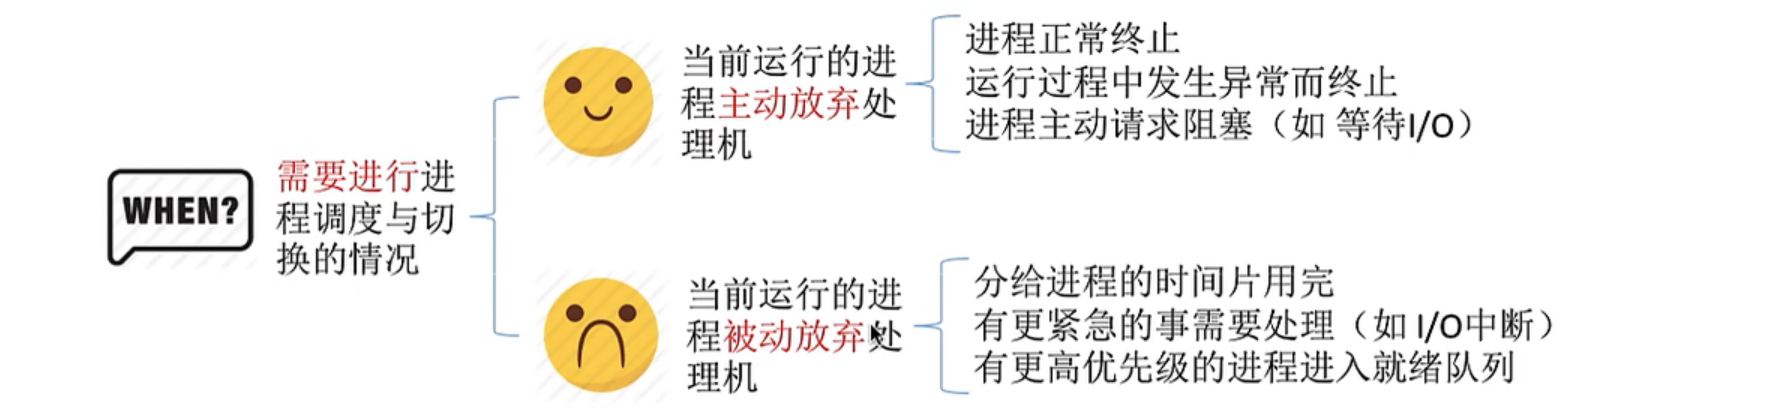 WHEN?
需要进行进
程调度与切
换的情况
当前运行的进
程主动放弃处
理机
进程正常终止
运行过程中发生异常而终止
进程主动请求阻塞（如 等待I/O）
当前运行的进
程被动放弃处
理机
分给进程的时间片用完
有更紧急的事需要处理（如 I/O中断）
有更高优先级的进程进入就绪队列